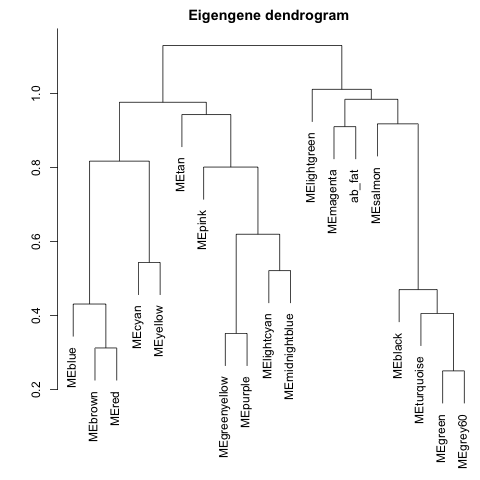 Eigengene dendrogram
1.0
0.8
0.6
0.4
0.2
MEblue
MEbrown
MEred
MEcyan
MEyellow
MEtan
MEpink
MEgreenyellow
MEpurple
MElightcyan
MEmidnightblue
MElightgreen
MEmagenta
ab_fat
MEsalmon
MEblack
MEturquoise
MEgreen
MEgrey60